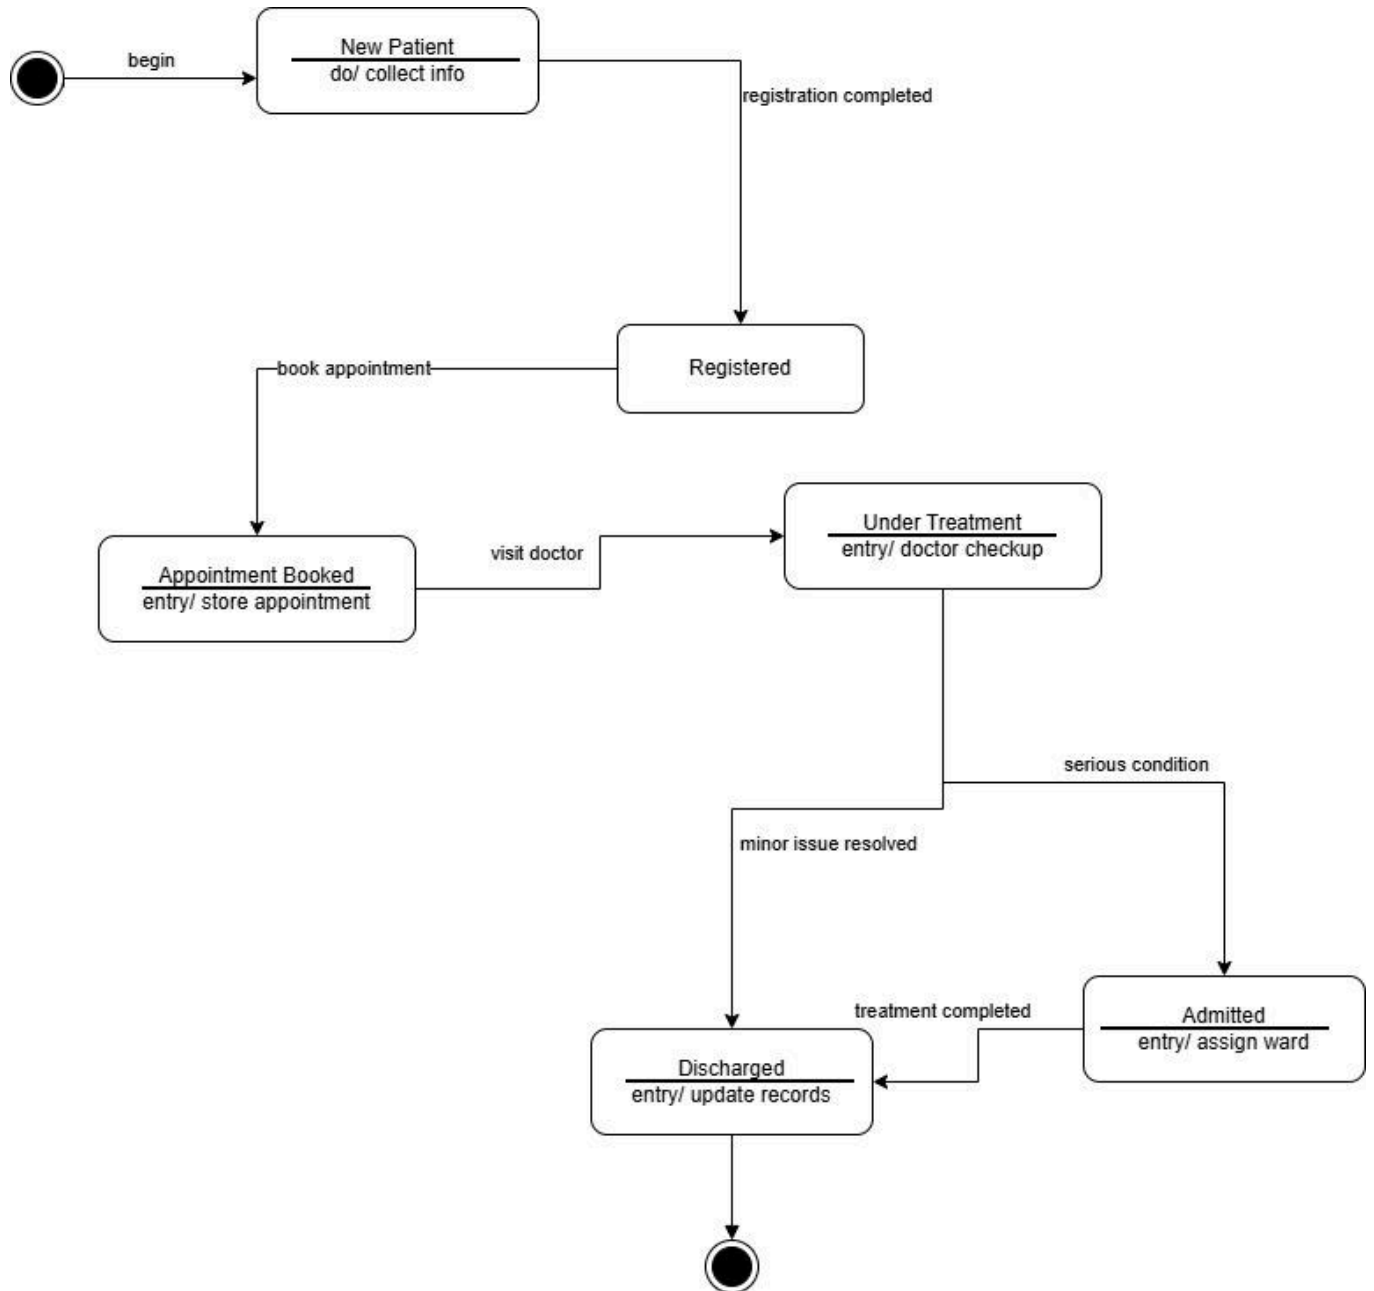 begin
New Patient
do/ collect info
registration completed
Registered
book appointment
Under Treatment
entry/ doctor checkup
visit doctor
Appointment Booked
entry/ store appointment
serious condition
minor issue resolved
treatment completed
Admitted
entry/ assign ward
Discharged
entry/ update records